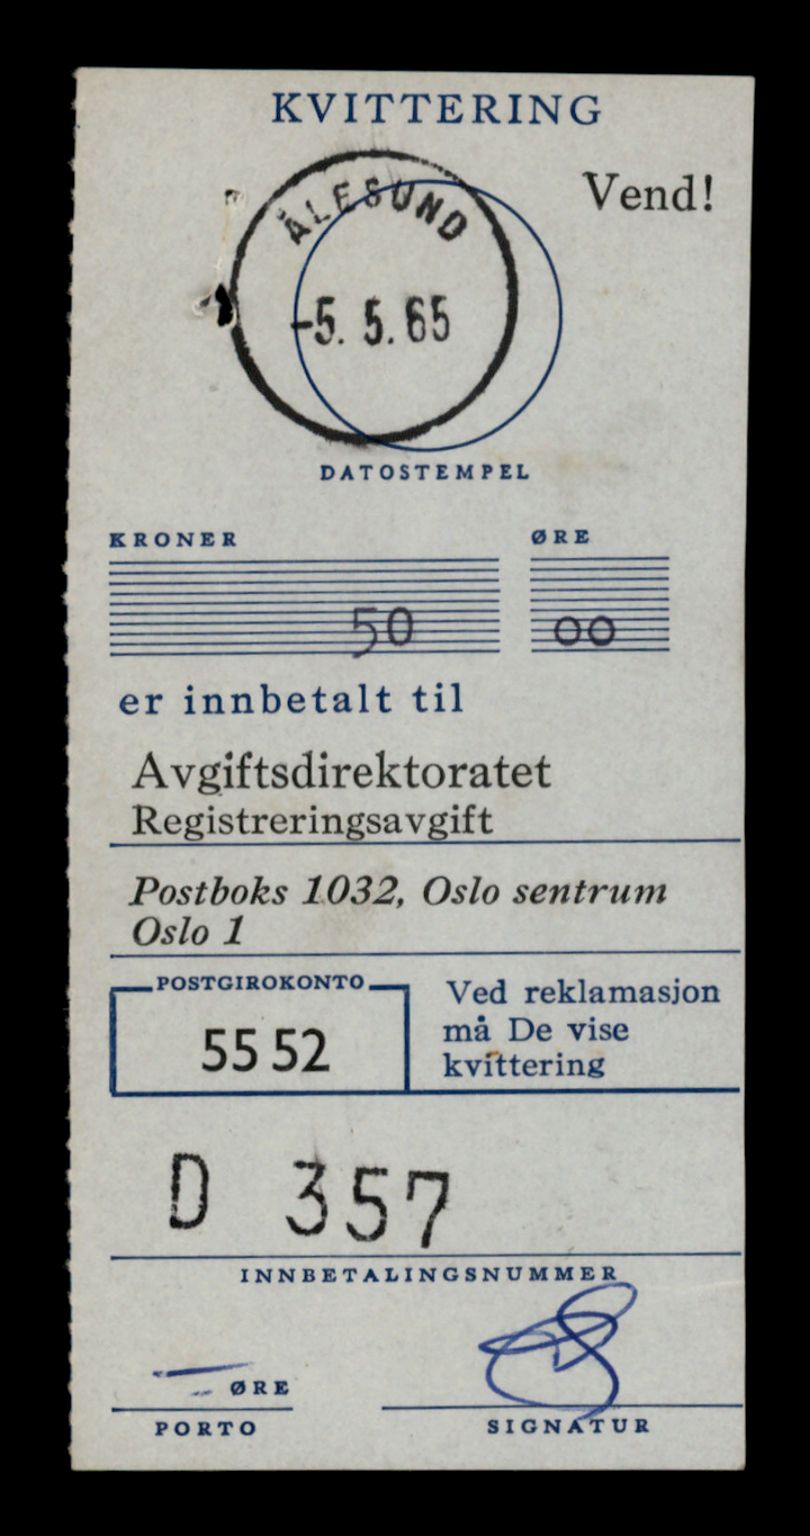 KVITTERING
Vend!
ÅLESUND
-5. 5. 65
DATOSTEMPEL
KRONER ØRE
50 00
er innbetalt til
Avgiftsdirektoratet
Registreringsavgift
Postboks 1032, Oslo sentrum
Oslo 1
POSTGIROKONTO
55 52
Ved reklamasjon
må De vise
kvittering
D 357
INNBETALINGSNUMMER
ØRE
PORTO
SIGNATUR